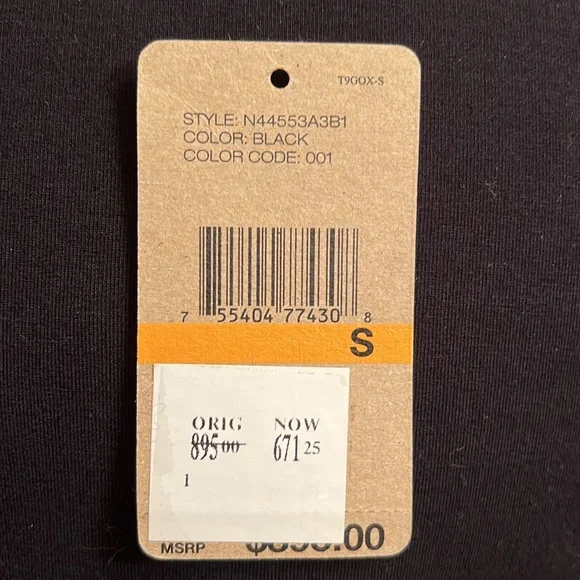 T9GOX-S
STYLE: N44553A3B1
COLOR: BLACK
COLOR CODE: 001
7 55404 77430 8
S
ORIG NOW
895 00 671 25
1
MSRP